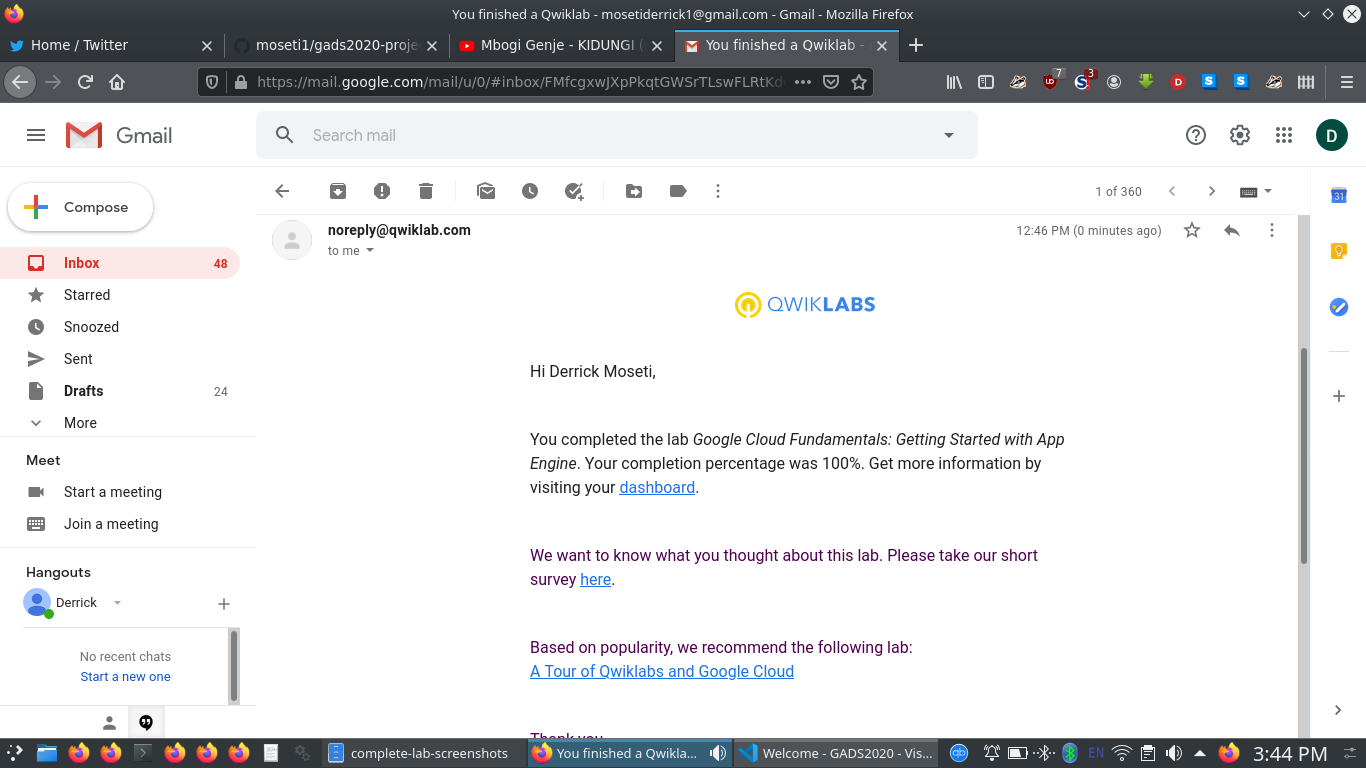 You finished a Qwiklab - mosetiderrick1@gmail.com - Gmail - Mozilla Firefox
Home / Twitter
moseti1/gads2020-proje
Mbogi Genje - KIDUNGI (
You finished a Qwiklab -
https://mail.google.com/mail/u/0/#inbox/FMfcgxwJXpPkqtGWSrTLswFLRtKd
7
3
Gmail
Search mail
D
Compose
1 of 360
31
Inbox 48
Starred
Snoozed
Sent
Drafts 24
More
Meet
Start a meeting
Join a meeting
Hangouts
Derrick
No recent chats
Start a new one
noreply@qwiklab.com
12:46 PM (0 minutes ago)
to me
QWIKLABS
Hi Derrick Moseti,
You completed the lab Google Cloud Fundamentals: Getting Started with App
Engine. Your completion percentage was 100%. Get more information by
visiting your dashboard.
We want to know what you thought about this lab. Please take our short
survey here.
Based on popularity, we recommend the following lab:
A Tour of Qwiklabs and Google Cloud
Thank you
complete-lab-screenshots
You finished a Qwikla...
Welcome - GADS2020 - Vis...
EN
3:44 PM